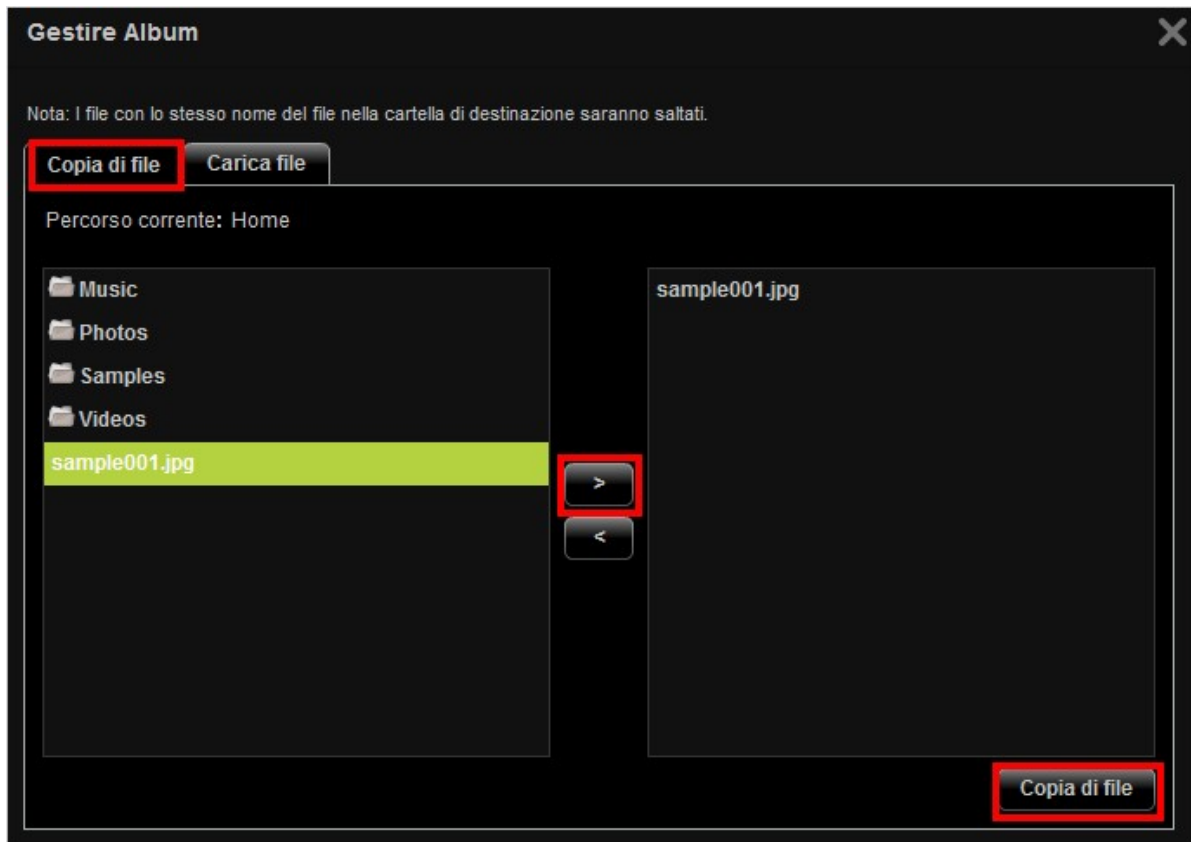 Gestire Album
Nota: I file con lo stesso nome del file nella cartella di destinazione saranno saltati.
Copia di file
Carica file
Percorso corrente: Home
Music
Photos
Samples
Videos
sample001.jpg
>
<
sample001.jpg
Copia di file